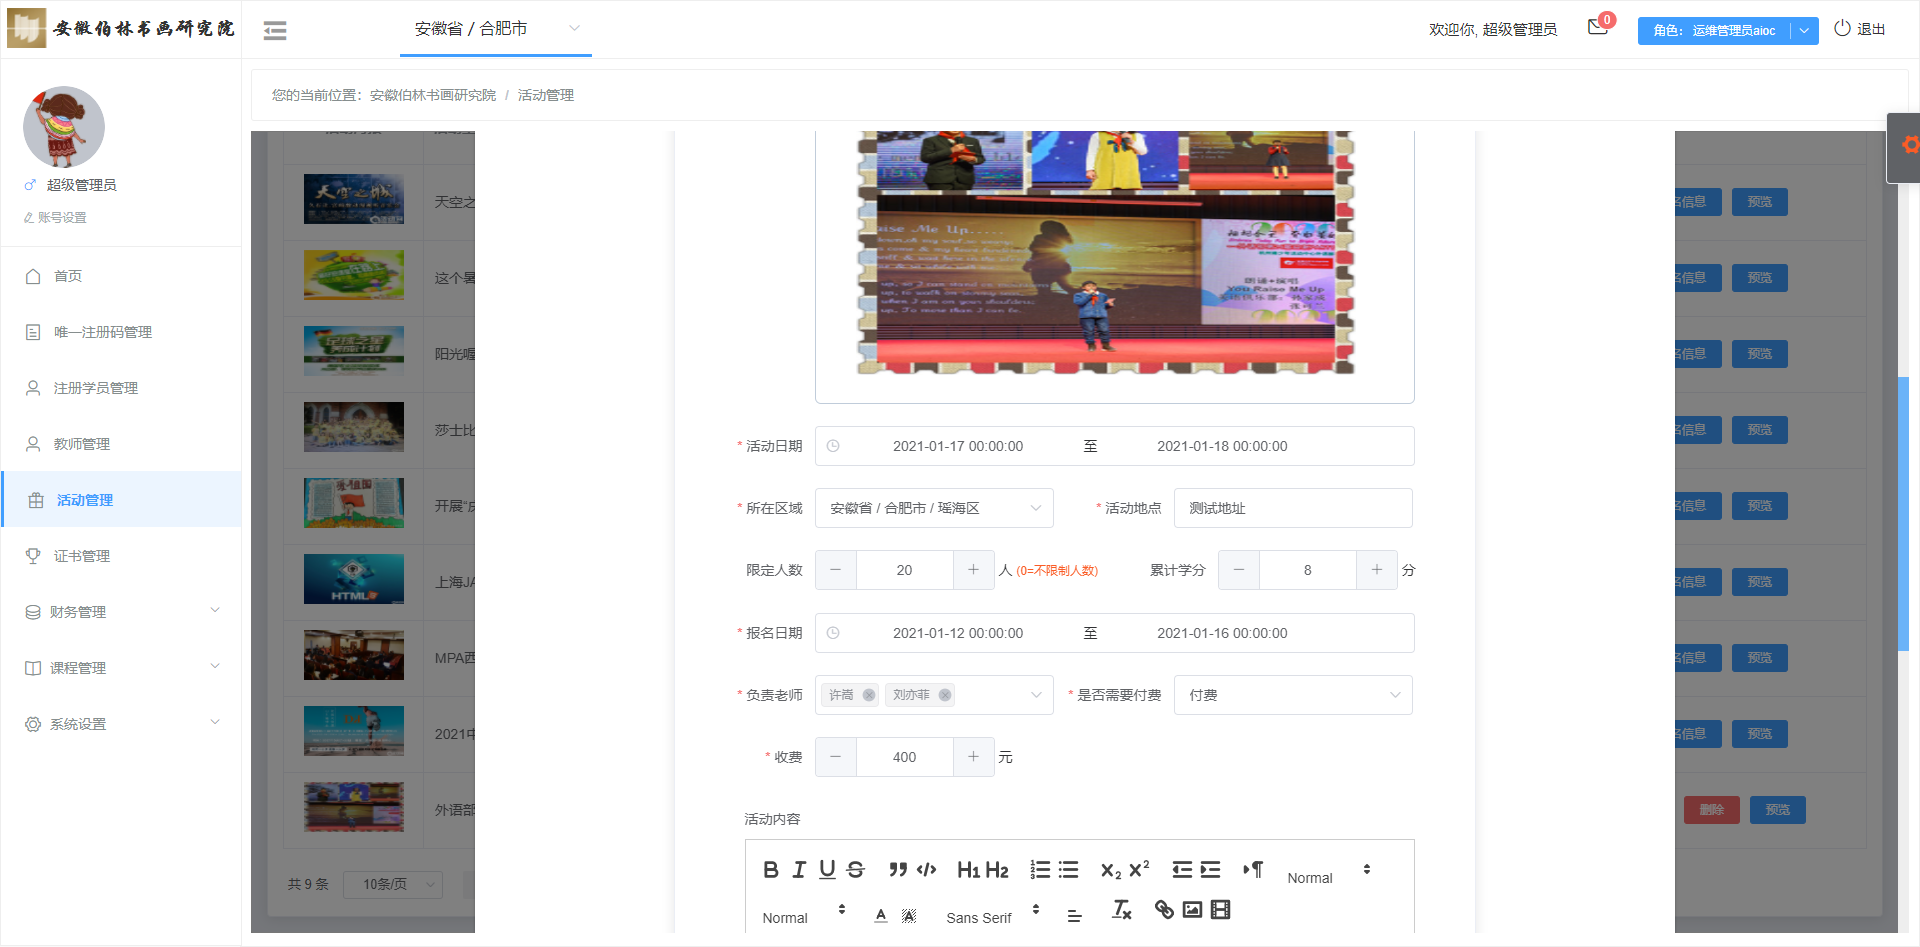 安徽伯林书画研究院
安徽省 / 合肥市
欢迎你, 超级管理员
0
角色： 运维管理员aioc
退出
您的当前位置：安徽伯林书画研究院 / 活动管理
超级管理员
账号设置
首页
唯一注册码管理
注册学员管理
教师管理
活动管理
证书管理
财务管理
课程管理
系统设置
天空之
这个暑
阳光喔
莎士比
开展“庆
上海JA
MPA西
2021中
外语部
共 9 条
10条/页
名信息 预览
名信息 预览
名信息 预览
名信息 预览
名信息 预览
名信息 预览
名信息 预览
名信息 预览
删除 预览
aise Me Up.....
You Raise Me Up
* 活动日期 2021-01-17 00:00:00 至 2021-01-18 00:00:00
* 所在区域 安徽省 / 合肥市 / 瑶海区 * 活动地点 测试地址
限定人数 20 人 (0=不限制人数) 累计学分 8 分
* 报名日期 2021-01-12 00:00:00 至 2021-01-16 00:00:00
* 负责老师 许嵩 刘亦菲 * 是否需要付费 付费
* 收费 400 元
活动内容
Normal
Normal Sans Serif